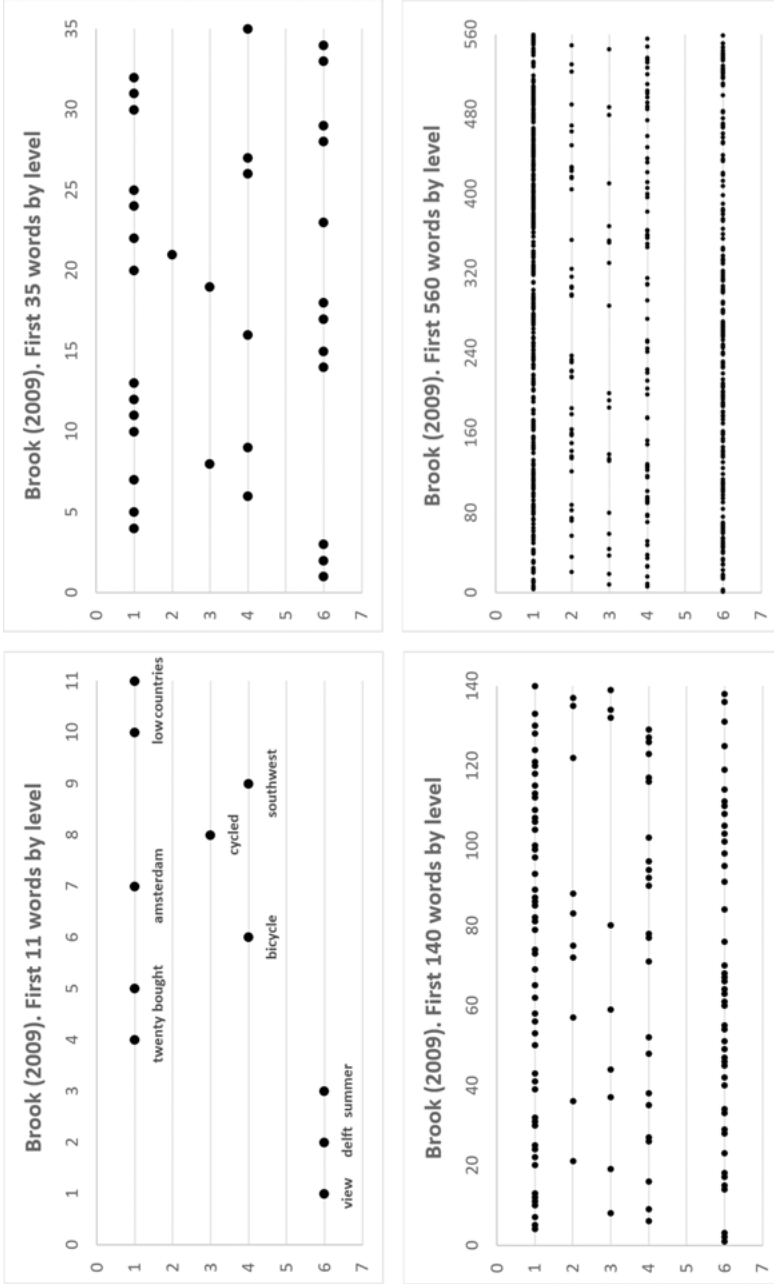 Brook (2009). First 11 words by level
0 1 2 3 4 5 6 7 8 9 10 11
0
1
2
3
4
5
6
7
twenty bought
amsterdam
low countries
cycled
bicycle
southwest
view delft summer
Brook (2009). First 35 words by level
0 5 10 15 20 25 30 35
0
1
2
3
4
5
6
7
Brook (2009). First 140 words by level
0 20 40 60 80 100 120 140
0
1
2
3
4
5
6
7
Brook (2009). First 560 words by level
0 80 160 240 320 400 480 560
0
1
2
3
4
5
6
7